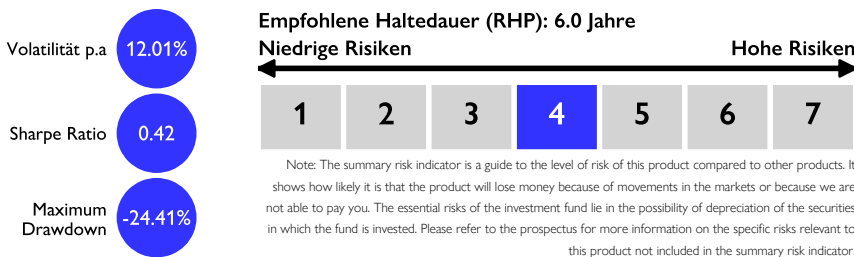 Volatilität p.a
12.01%
Sharpe Ratio
0.42
Maximum
Drawdown
-24.41%
Empfohlene Haltedauer (RHP): 6.0 Jahre
Niedrige Risiken
Hohe Risiken
1 2 3 4 5 6 7
Note: The summary risk indicator is a guide to the level of risk of this product compared to other products. It
shows how likely it is that the product will lose money because of movements in the markets or because we are
not able to pay you. The essential risks of the investment fund lie in the possibility of depreciation of the securities
in which the fund is invested. Please refer to the prospectus for more information on the specific risks relevant to
this product not included in the summary risk indicator.